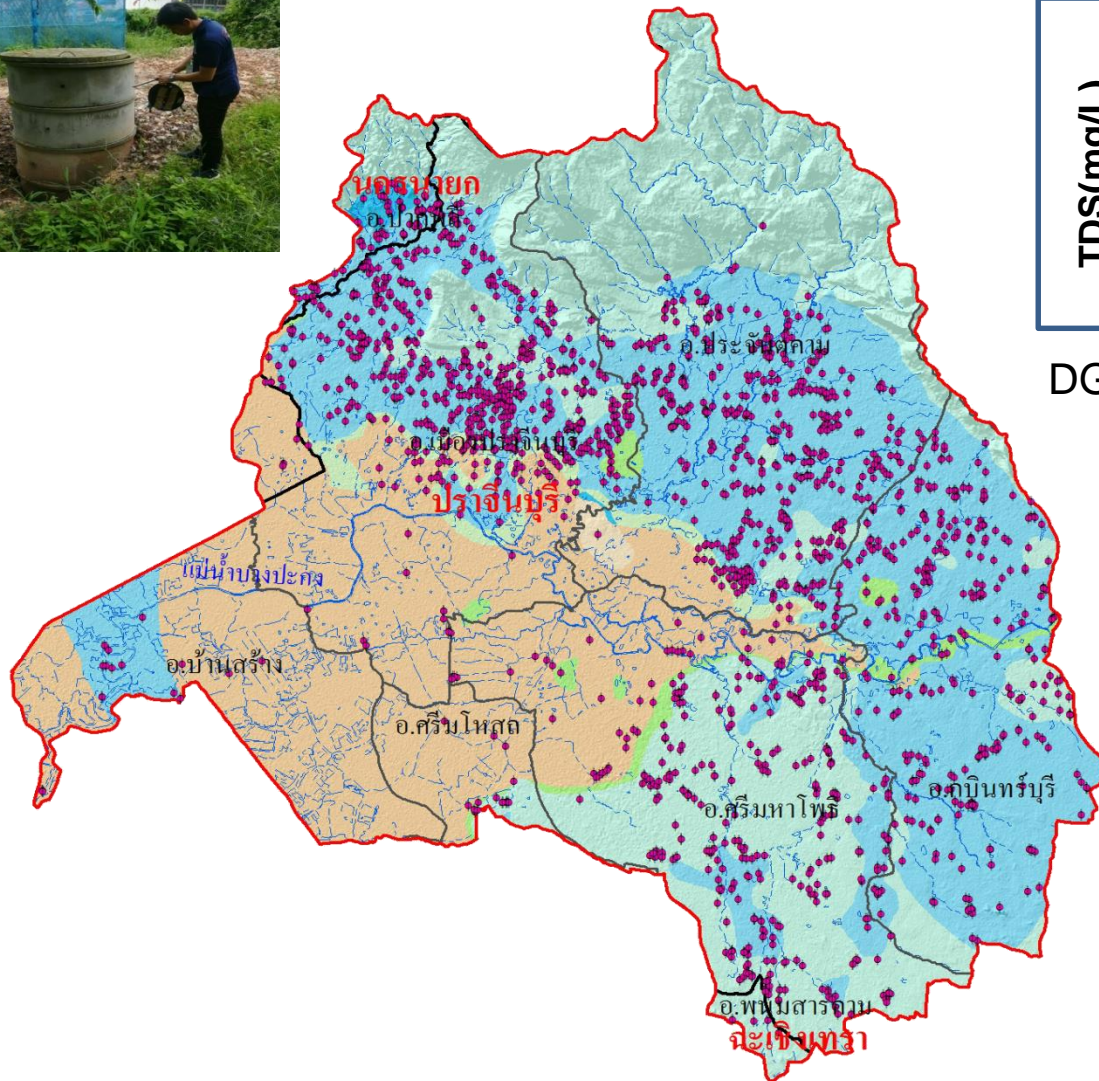 TDS(mg/L)
DG
นครนายก
อ.ปากพลี
อ.ประจันตคาม
อ.เมืองปราจีนบุรี
ปราจีนบุรี
แม่น้ำบางปะกง
อ.บ้านสร้าง
อ.ศรีมโหสถ
อ.ศรีมหาโพธิ
อ.กบินทร์บุรี
อ.พนมสารคาม
ฉะเชิงเทรา